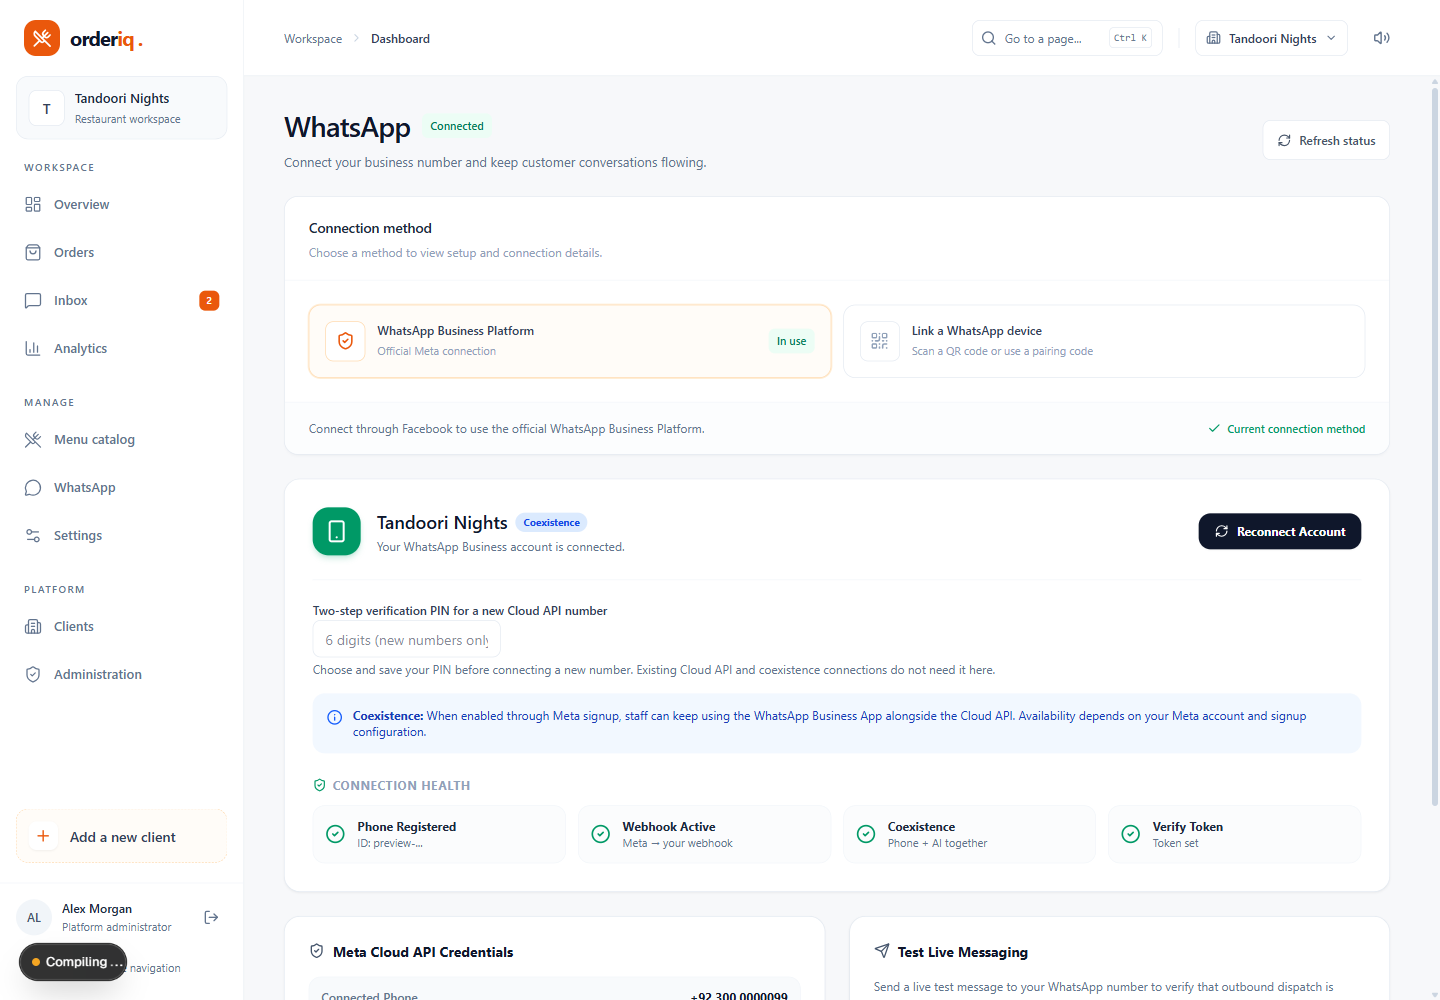 orderiq.
Workspace > Dashboard
Go to a page... Ctrl K
Tandoori Nights
T
Tandoori Nights
Restaurant workspace
WORKSPACE
Overview
Orders
Inbox 2
Analytics
MANAGE
Menu catalog
WhatsApp
Settings
PLATFORM
Clients
Administration
Add a new client
AL
Alex Morgan
Platform administrator
Compiling ...
navigation
WhatsApp Connected
Connect your business number and keep customer conversations flowing.
Refresh status
Connection method
Choose a method to view setup and connection details.
WhatsApp Business Platform
Official Meta connection
In use
Link a WhatsApp device
Scan a QR code or use a pairing code
Connect through Facebook to use the official WhatsApp Business Platform.
Current connection method
Tandoori Nights Coexistence
Your WhatsApp Business account is connected.
Reconnect Account
Two-step verification PIN for a new Cloud API number
6 digits (new numbers only
Choose and save your PIN before connecting a new number. Existing Cloud API and coexistence connections do not need it here.
Coexistence: When enabled through Meta signup, staff can keep using the WhatsApp Business App alongside the Cloud API. Availability depends on your Meta account and signup
configuration.
CONNECTION HEALTH
Phone Registered
ID: preview-...
Webhook Active
Meta → your webhook
Coexistence
Phone + AI together
Verify Token
Token set
Meta Cloud API Credentials
Connected Phone +92 300 0000099
Test Live Messaging
Send a live test message to your WhatsApp number to verify that outbound dispatch is